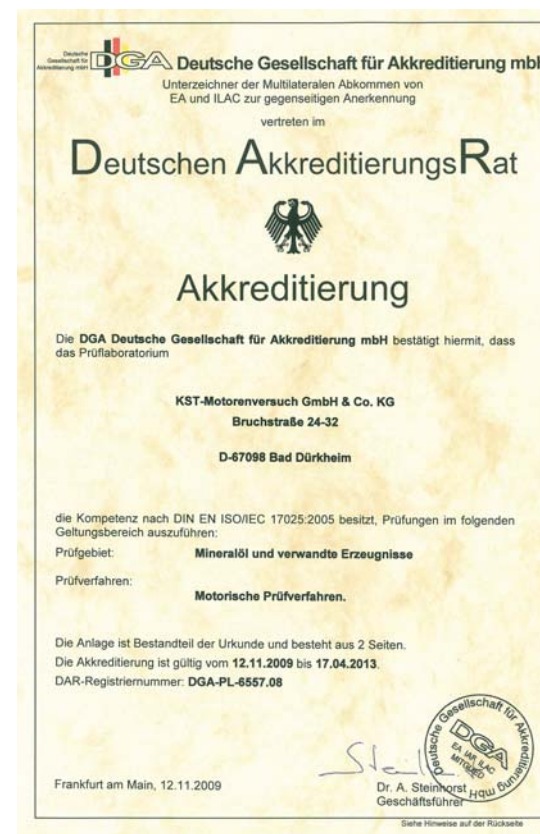 Deutsche
Gesellschaft für
Akkreditierung mbH
DGA
Deutsche Gesellschaft für Akkreditierung mbH
Unterzeichner der Multilateralen Abkommen von
EA und ILAC zur gegenseitigen Anerkennung
vertreten im
Deutschen AkkreditierungsRat
Akkreditierung
Die DGA Deutsche Gesellschaft für Akkreditierung mbH bestätigt hiermit, dass
das Prüflaboratorium
KST-Motorenversuch GmbH & Co. KG
Bruchstraße 24-32
D-67098 Bad Dürkheim
die Kompetenz nach DIN EN ISO/IEC 17025:2005 besitzt, Prüfungen im folgenden
Geltungsbereich auszuführen:
Prüfgebiet: Mineralöl und verwandte Erzeugnisse
Prüfverfahren:
Motorische Prüfverfahren.
Die Anlage ist Bestandteil der Urkunde und besteht aus 2 Seiten.
Die Akkreditierung ist gültig vom 12.11.2009 bis 17.04.2013.
DAR-Registriernummer: DGA-PL-6557.08
Deutsche Gesellschaft für Akkreditierung mbH
DGA
EA IAF ILAC
MITGLIED
Frankfurt am Main, 12.11.2009
Dr. A. Steinhorst
Geschäftsführer
Siehe Hinweise auf der Rückseite